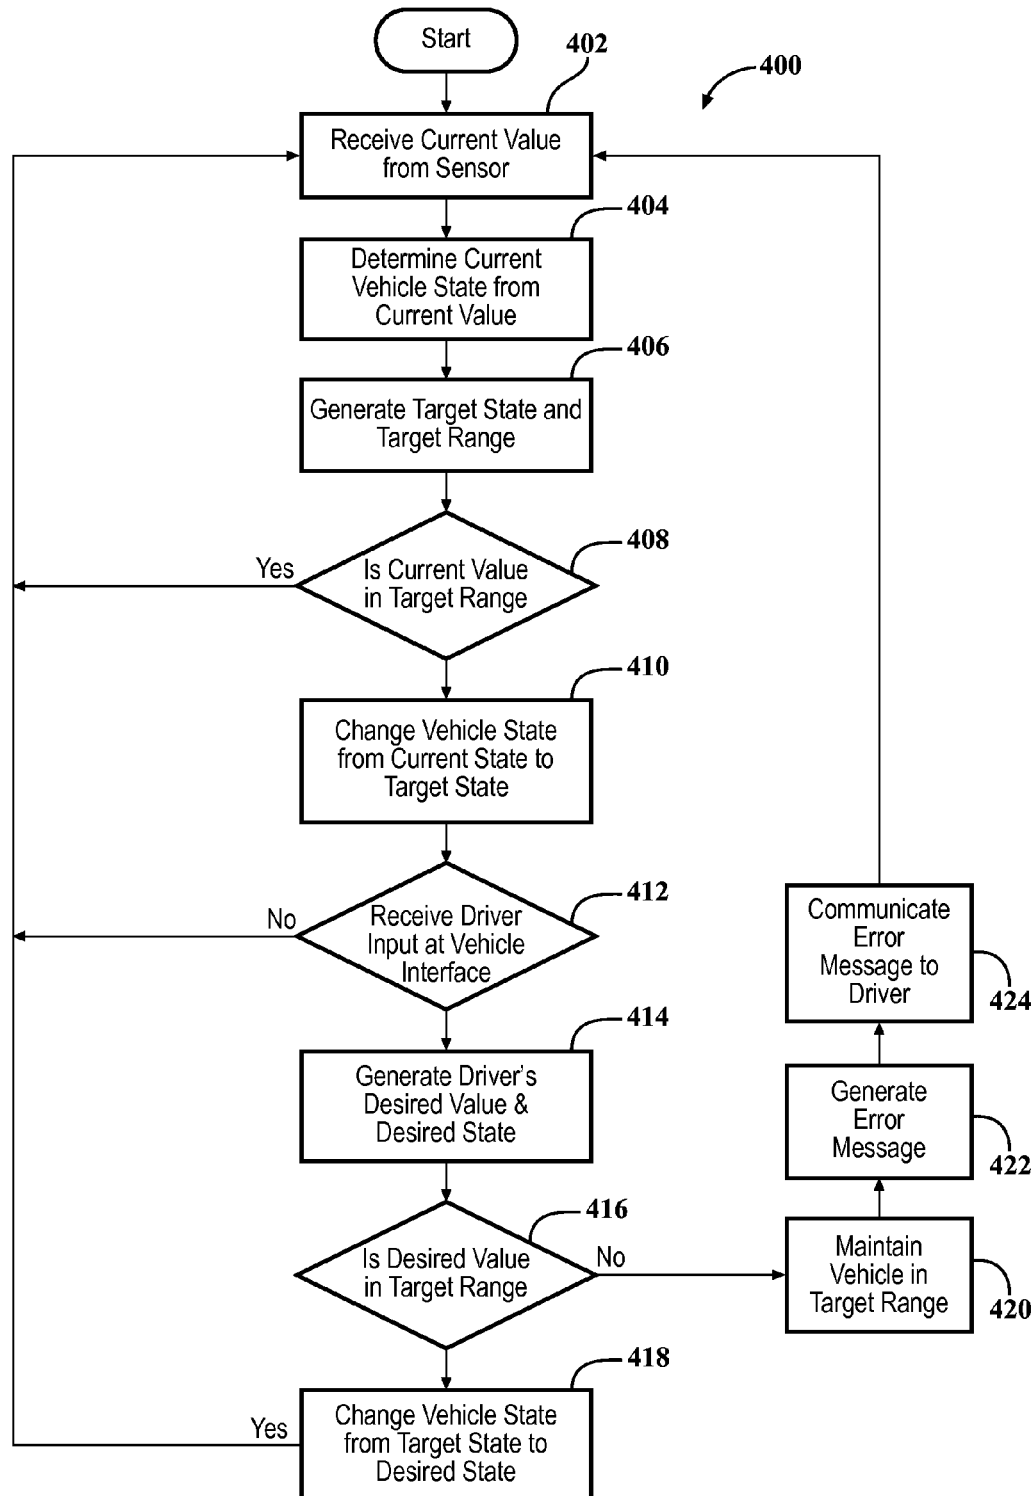 Start
402
400
Receive Current Value
from Sensor
404
Determine Current
Vehicle State from
Current Value
406
Generate Target State and
Target Range
408
Yes
Is Current Value
in Target Range
410
Change Vehicle State
from Current State to
Target State
412
No
Receive Driver
Input at Vehicle
Interface
414
Generate Driver's
Desired Value &
Desired State
416
Is Desired Value
in Target Range
No
418
Yes
Change Vehicle State
from Target State to
Desired State
Maintain
Vehicle in
Target Range
420
Generate
Error
Message
422
Communicate
Error
Message to
Driver
424